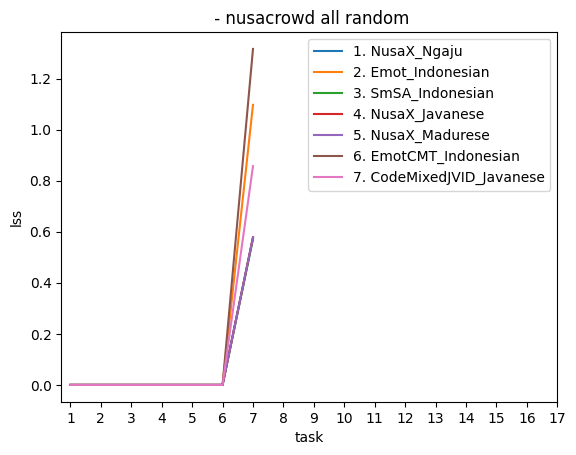 - nusacrowd all random
1. NusaX_Ngaju
2. Emot_Indonesian
3. SmSA_Indonesian
4. NusaX_Javanese
5. NusaX_Madurese
6. EmotCMT_Indonesian
7. CodeMixedJVID_Javanese
lss
1.2
1.0
0.8
0.6
0.4
0.2
0.0
1 2 3 4 5 6 7 8 9 10 11 12 13 14 15 16 17
task